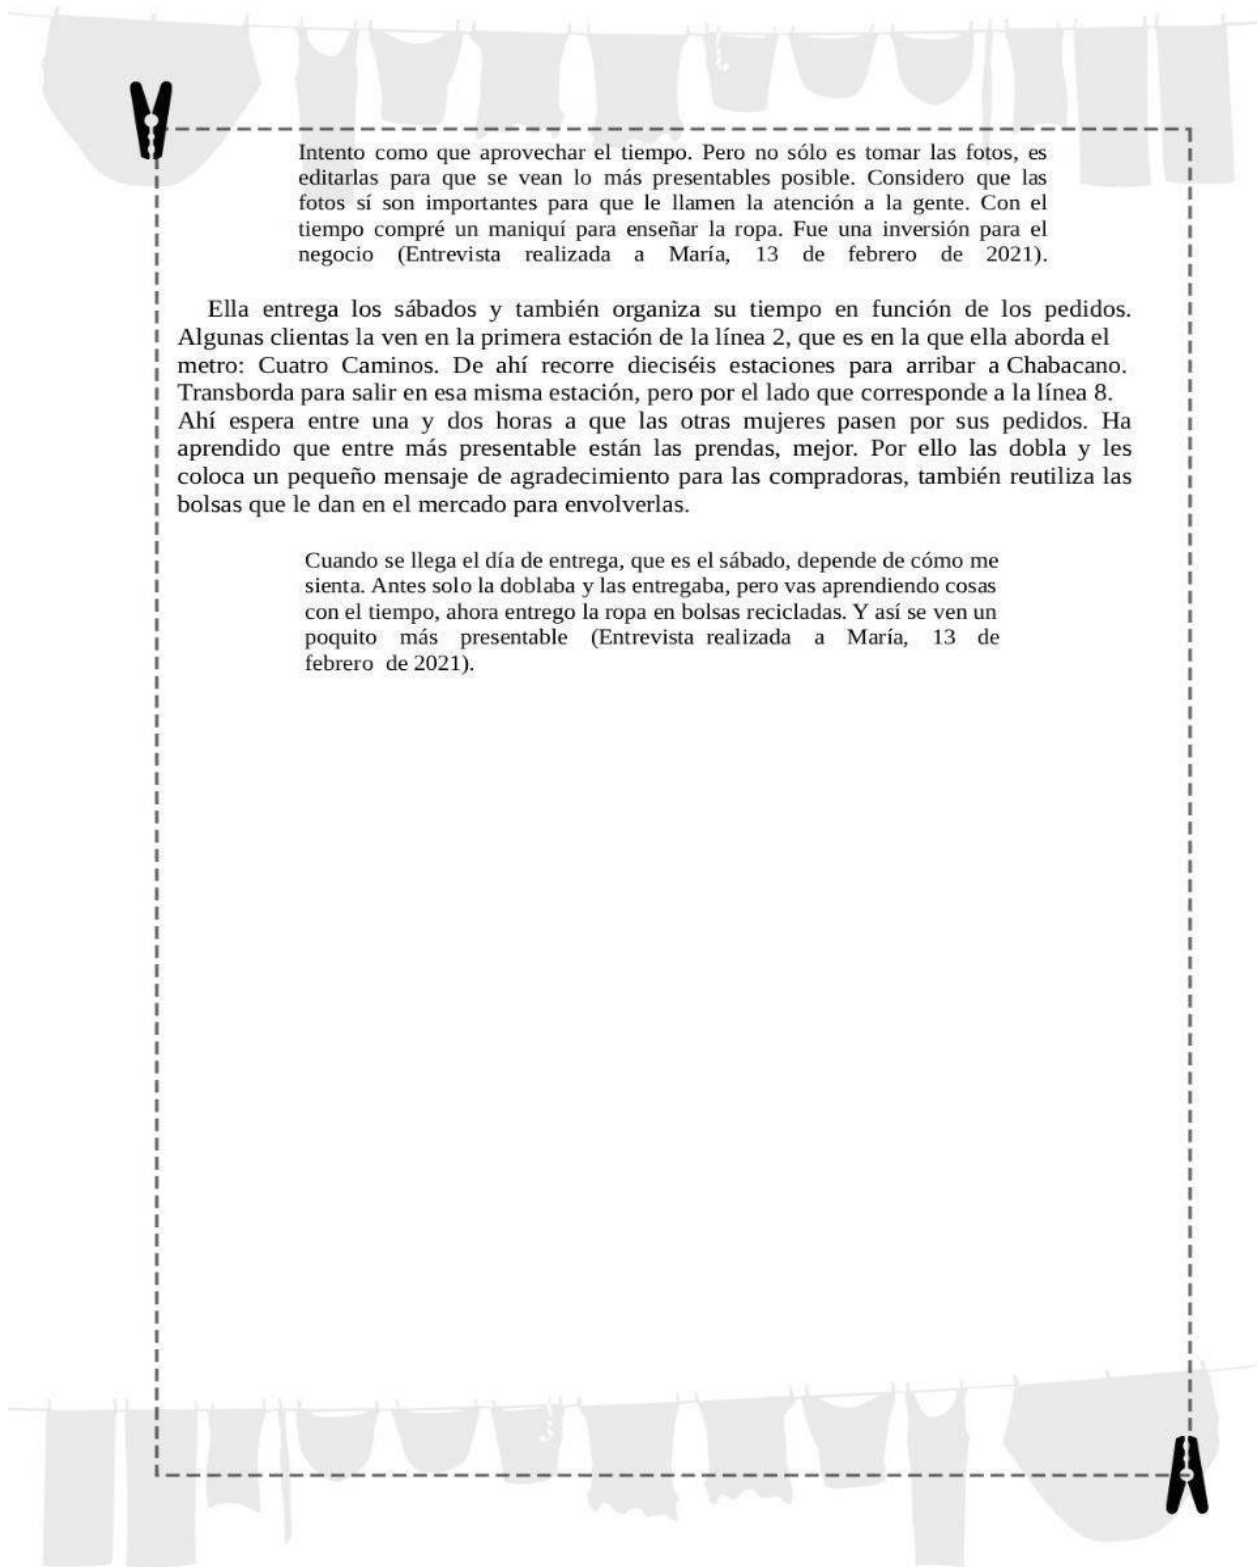 Intento como que aprovechar el tiempo. Pero no sólo es tomar las fotos, es
editarlas para que se vean lo más presentables posible. Considero que las
fotos sí son importantes para que le llamen la atención a la gente. Con el
tiempo compré un maniquí para enseñar la ropa. Fue una inversión para el
negocio (Entrevista realizada a María, 13 de febrero de 2021).
Ella entrega los sábados y también organiza su tiempo en función de los pedidos.
Algunas clientas la ven en la primera estación de la línea 2, que es en la que ella aborda el
metro: Cuatro Caminos. De ahí recorre dieciséis estaciones para arribar a Chabacano.
Transborda para salir en esa misma estación, pero por el lado que corresponde a la línea 8.
Ahí espera entre una y dos horas a que las otras mujeres pasen por sus pedidos. Ha
aprendido que entre más presentable están las prendas, mejor. Por ello las dobla y les
coloca un pequeño mensaje de agradecimiento para las compradoras, también reutiliza las
bolsas que le dan en el mercado para envolverlas.
Cuando se llega el día de entrega, que es el sábado, depende de cómo me
sienta. Antes solo la doblaba y las entregaba, pero vas aprendiendo cosas
con el tiempo, ahora entrego la ropa en bolsas recicladas. Y así se ven un
poquito más presentable (Entrevista realizada a María, 13 de
febrero de 2021).